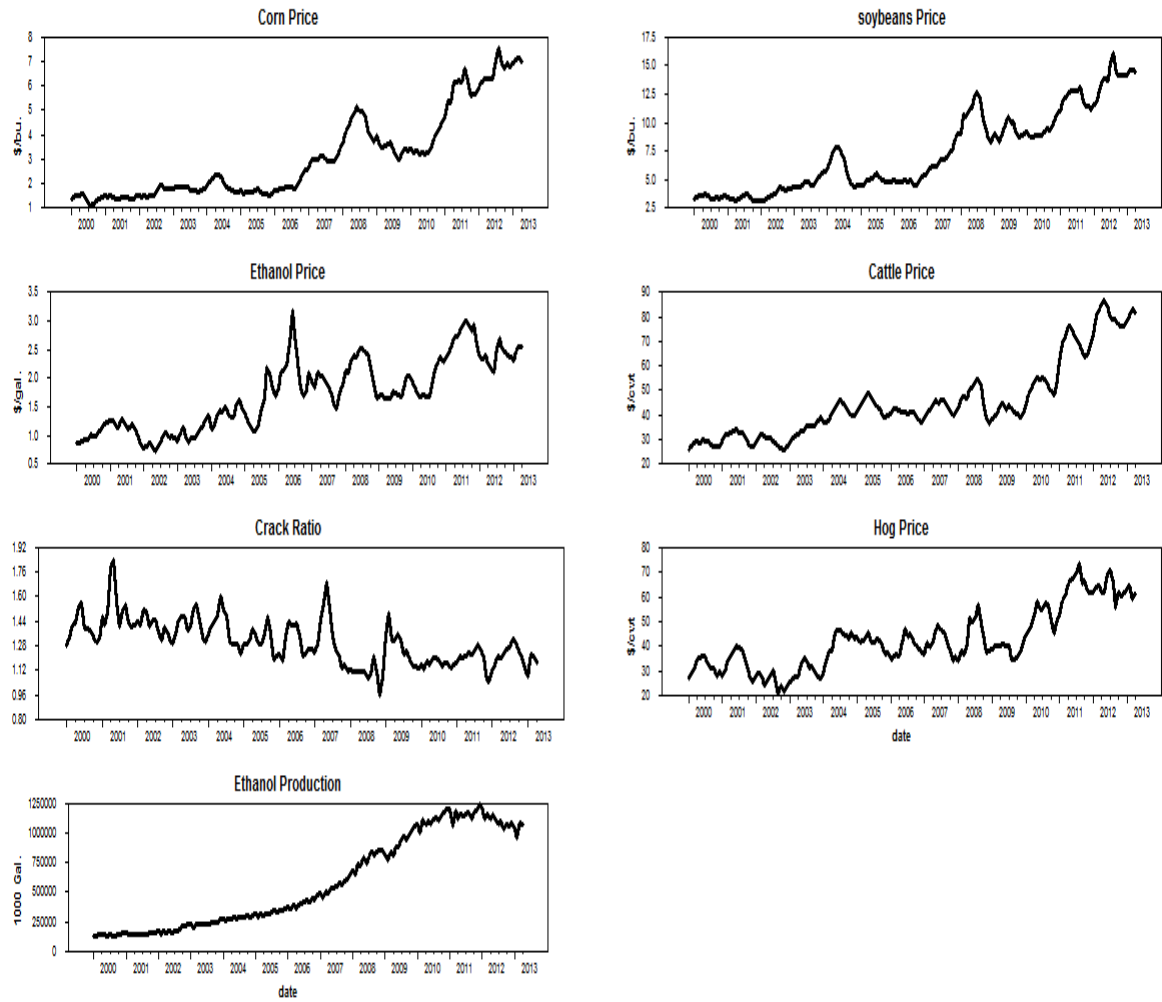 Corn Price
8
7
6
5
4
3
2
1
$/bu.
2000 2001 2002 2003 2004 2005 2006 2007 2008 2009 2010 2011 2012 2013
soybeans Price
17.5
15.0
12.5
10.0
7.5
5.0
2.5
$/bu.
2000 2001 2002 2003 2004 2005 2006 2007 2008 2009 2010 2011 2012 2013
Ethanol Price
3.5
3.0
2.5
2.0
1.5
1.0
0.5
$/gal.
2000 2001 2002 2003 2004 2005 2006 2007 2008 2009 2010 2011 2012 2013
Cattle Price
90
80
70
60
50
40
30
20
$/cvt
2000 2001 2002 2003 2004 2005 2006 2007 2008 2009 2010 2011 2012 2013
Crack Ratio
1.92
1.76
1.60
1.44
1.28
1.12
0.96
0.80
2000 2001 2002 2003 2004 2005 2006 2007 2008 2009 2010 2011 2012 2013
Hog Price
80
70
60
50
40
30
20
$/cvt
2000 2001 2002 2003 2004 2005 2006 2007 2008 2009 2010 2011 2012 2013
date
Ethanol Production
1250000
1000000
750000
500000
250000
0
1000 Gal.
2000 2001 2002 2003 2004 2005 2006 2007 2008 2009 2010 2011 2012 2013
date